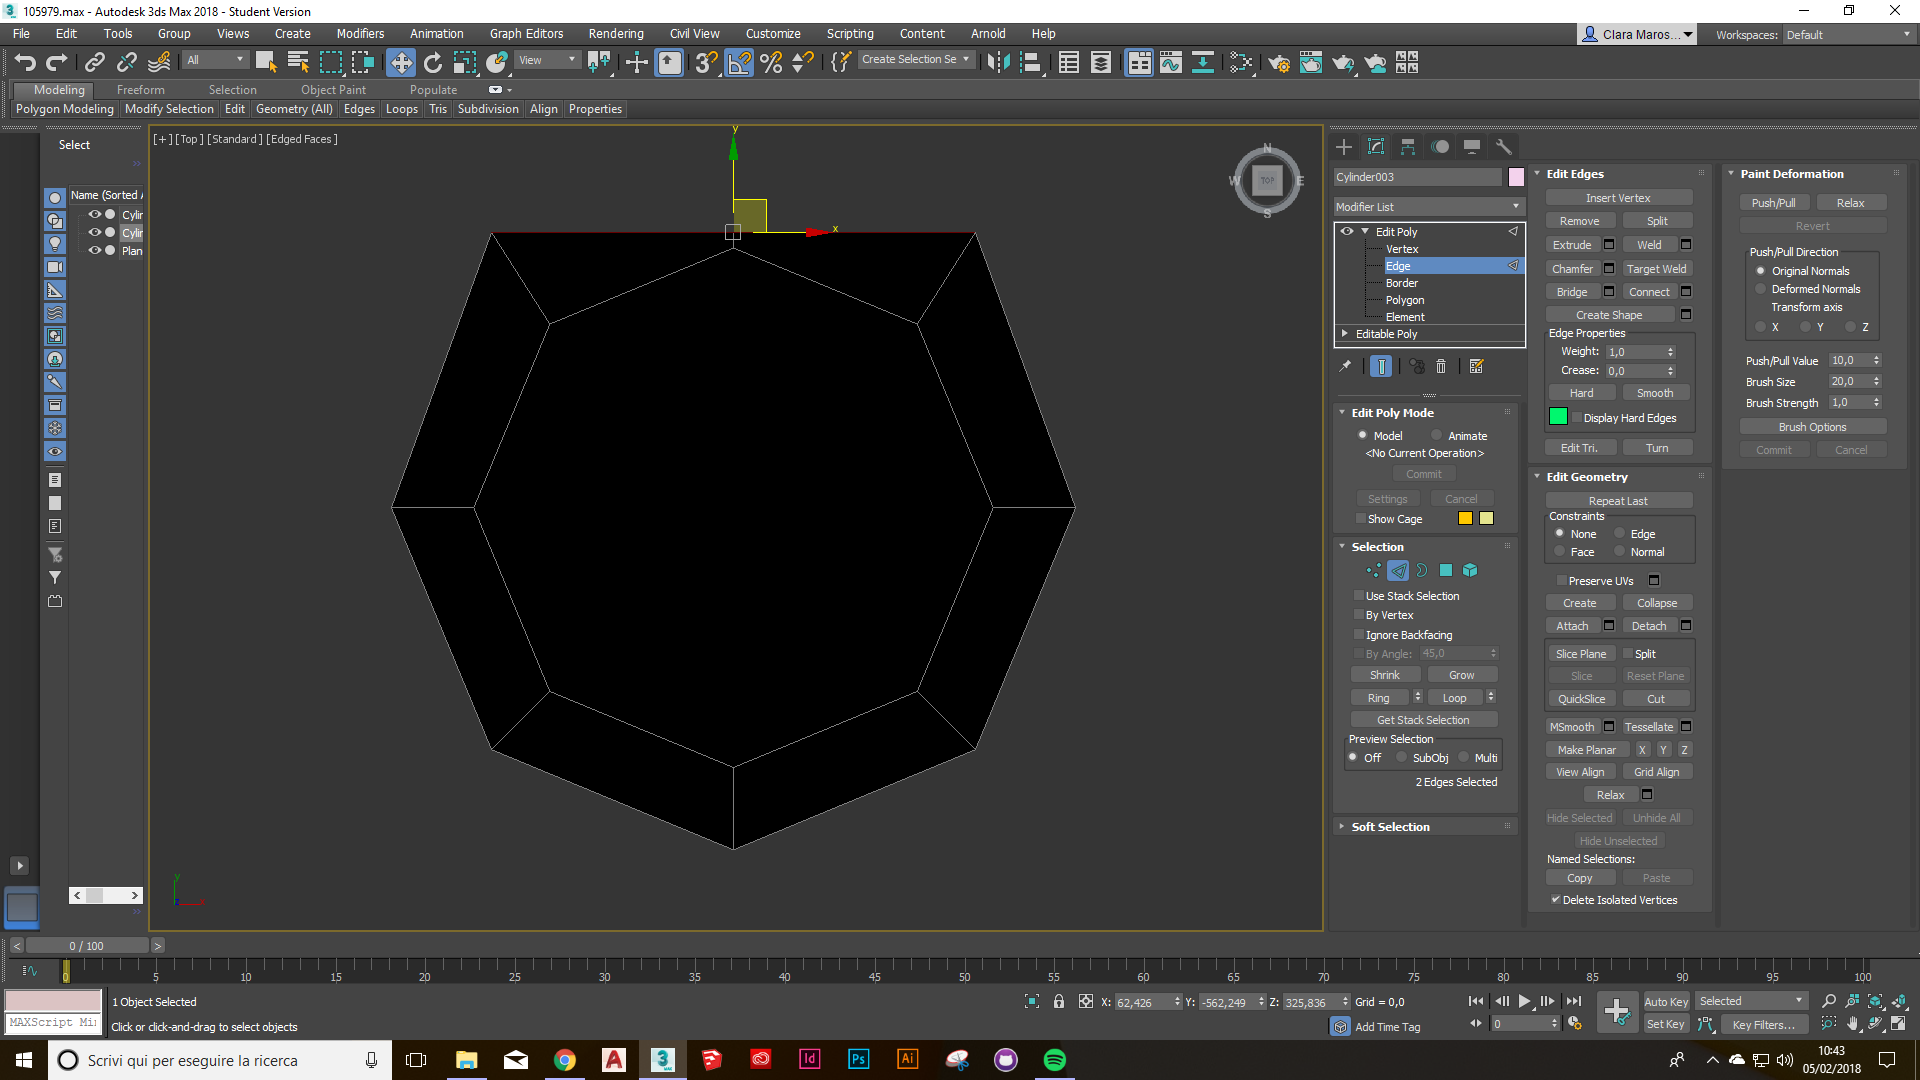 105979.max - Autodesk 3ds Max 2018 - Student Version
File Edit Tools Group Views Create Modifiers Animation Graph Editors Rendering Civil View Customize Scripting Content Arnold Help
Clara Maros... Workspaces: Default
All View Create Selection Se
Modeling Freeform Selection Object Paint Populate
Polygon Modeling Modify Selection Edit Geometry (All) Edges Loops Tris Subdivision Align Properties
Select
Name (Sorted A
Cylin
Cylin
Plan
[+] [Top] [Standard] [Edged Faces]
y
x
N
W TOP E
S
y
Cylinder003
Modifier List
Edit Poly
Vertex
Edge
Border
Polygon
Element
Editable Poly
Edit Poly Mode
Model Animate
<No Current Operation>
Commit
Settings Cancel
Show Cage
Selection
Use Stack Selection
By Vertex
Ignore Backfacing
By Angle: 45,0
Shrink Grow
Ring Loop
Get Stack Selection
Preview Selection
Off SubObj Multi
2 Edges Selected
Soft Selection
Edit Edges
Insert Vertex
Remove Split
Extrude Weld
Chamfer Target Weld
Bridge Connect
Create Shape
Edge Properties
Weight: 1,0
Crease: 0,0
Hard Smooth
Display Hard Edges
Edit Tri. Turn
Edit Geometry
Repeat Last
Constraints
None Edge
Face Normal
Preserve UVs
Create Collapse
Attach Detach
Slice Plane Split
Slice Reset Plane
QuickSlice Cut
MSmooth Tessellate
Make Planar X Y Z
View Align Grid Align
Relax
Hide Selected Unhide All
Hide Unselected
Named Selections:
Copy Paste
Delete Isolated Vertices
Paint Deformation
Push/Pull Relax
Revert
Push/Pull Direction
Original Normals
Deformed Normals
Transform axis
X Y Z
Push/Pull Value 10,0
Brush Size 20,0
Brush Strength 1,0
Brush Options
Commit Cancel
< 0 / 100 >
0 5 10 15 20 25 30 35 40 45 50 55 60 65 70 75 80 85 90 95 100
1 Object Selected
X: 62,426 Y: -562,249 Z: 325,836 Grid = 0,0
Auto Key Selected
MAXScript Mi
Click or click-and-drag to select objects
Add Time Tag
0
Set Key Key Filters...
Scrivi qui per eseguire la ricerca
10:43
05/02/2018